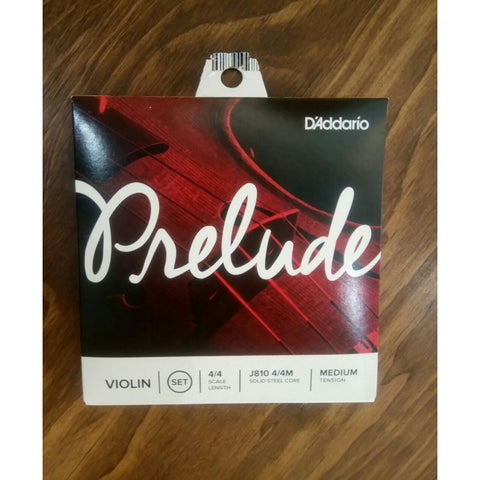 D'Addario
Prelude
VIOLIN
SET
4/4
SCALE
LENGTH
J810 4/4M
SOLID STEEL CORE
MEDIUM
TENSION